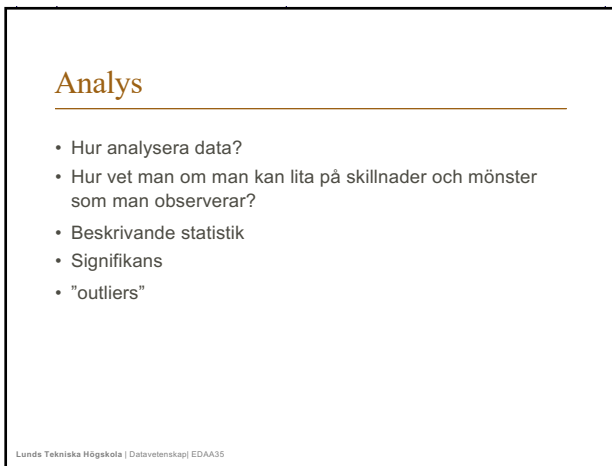 Analys
• Hur analysera data?
• Hur vet man om man kan lita på skillnader och mönster
som man observerar?
• Beskrivande statistik
• Signifikans
• ”outliers”
Lunds Tekniska Högskola | Datavetenskap| EDAA35